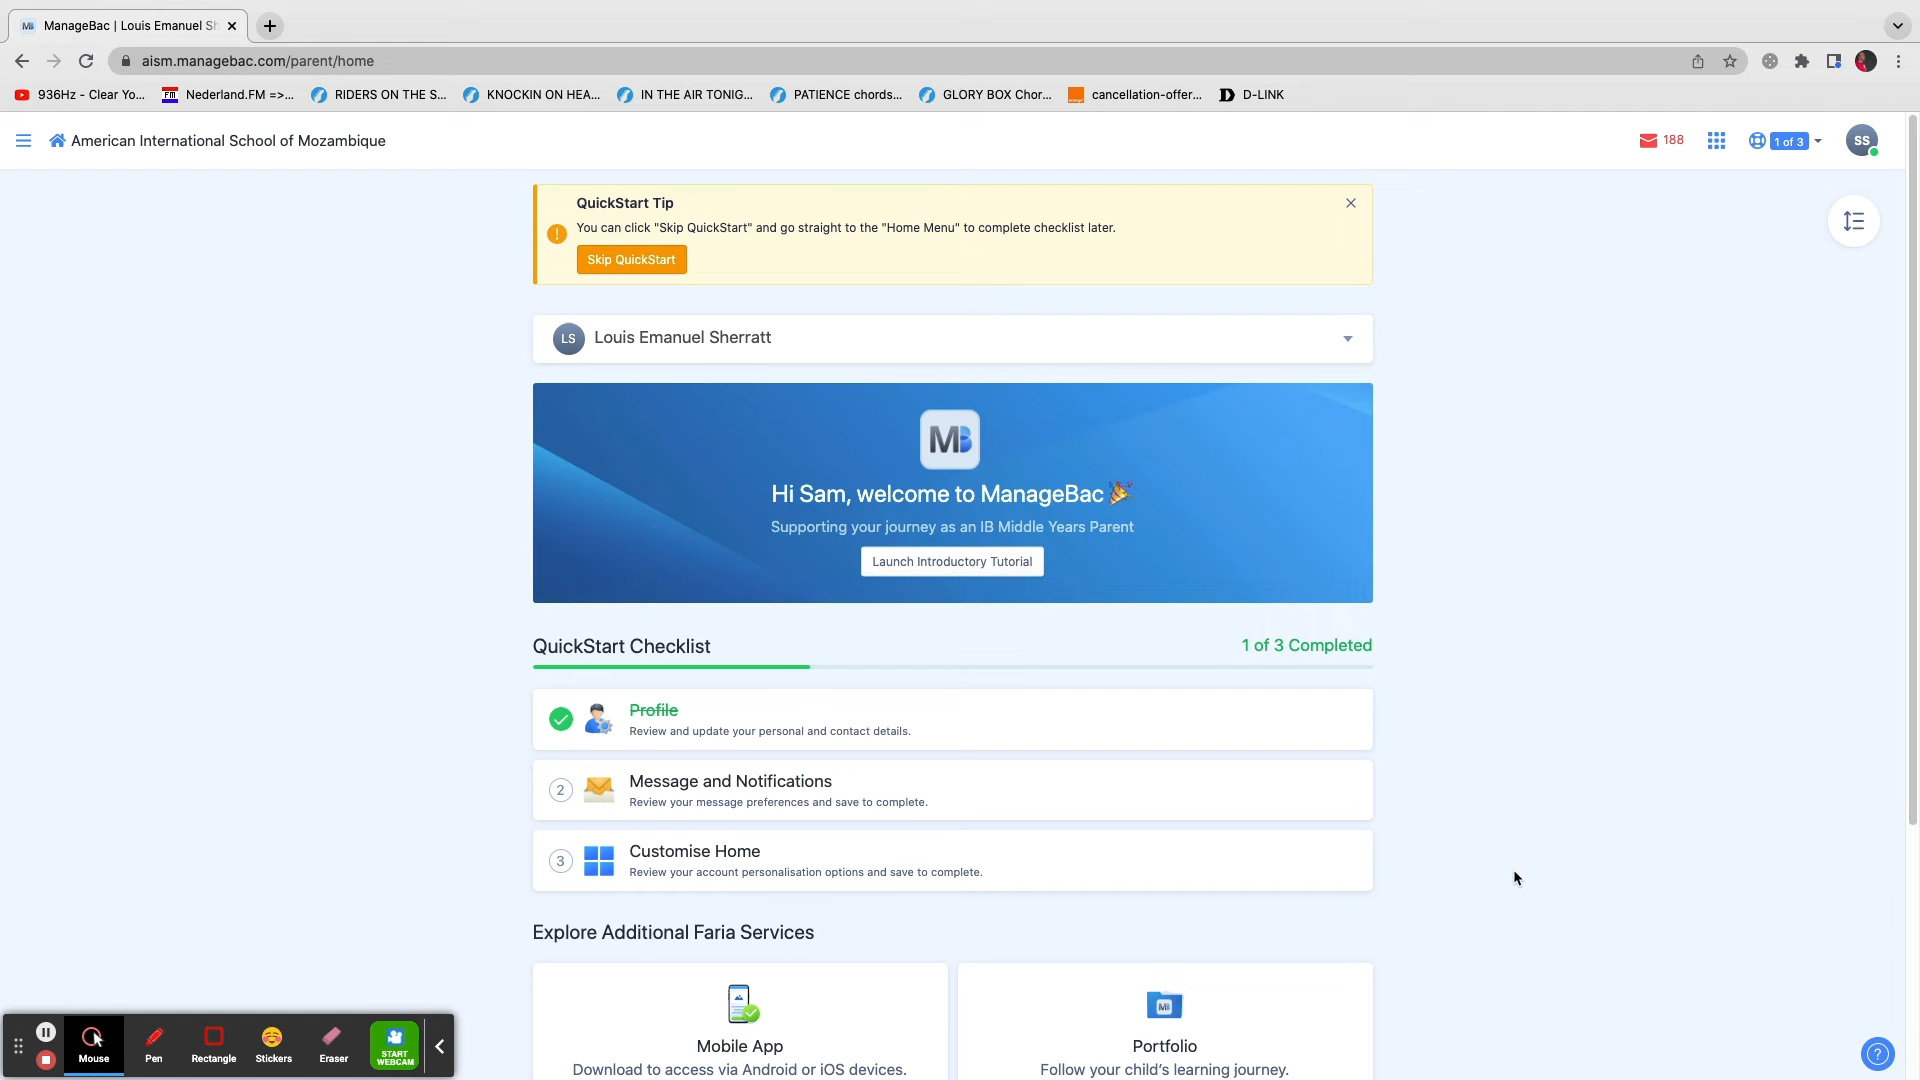 ManageBac | Louis Emanuel Sh
aism.managebac.com/parent/home
936Hz - Clear Yo...
Nederland.FM =>...
RIDERS ON THE S...
KNOCKIN ON HEA...
IN THE AIR TONIG...
PATIENCE chords...
GLORY BOX Chor...
cancellation-offer...
D-LINK
American International School of Mozambique
188
1 of 3
SS
QuickStart Tip
You can click "Skip QuickStart" and go straight to the "Home Menu" to complete checklist later.
Skip QuickStart
LS
Louis Emanuel Sherratt
MB
Hi Sam, welcome to ManageBac
Supporting your journey as an IB Middle Years Parent
Launch Introductory Tutorial
QuickStart Checklist
1 of 3 Completed
Profile
Review and update your personal and contact details.
2
Message and Notifications
Review your message preferences and save to complete.
3
Customise Home
Review your account personalisation options and save to complete.
Explore Additional Faria Services
Mobile App
Download to access via Android or iOS devices.
MB
Portfolio
Follow your child's learning journey.
Mouse
Pen
Rectangle
Stickers
Eraser
START
WEBCAM